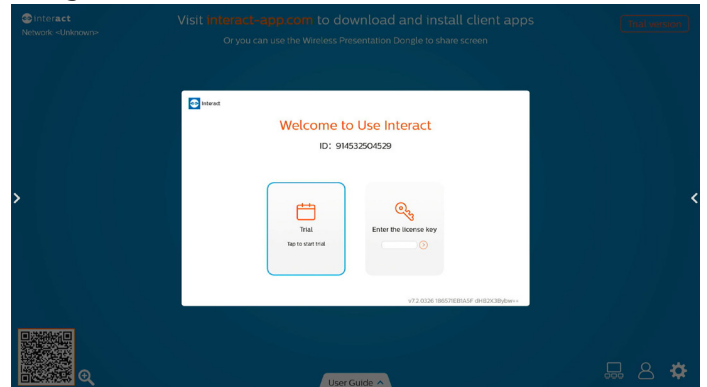 interact
Network: <Unknown>
Visit interact-app.com to download and install client apps
Or you can use the Wireless Presentation Dongle to share screen
Trial version
interact
Welcome to Use Interact
ID: 914532504529
Trial
Tap to start trial
Enter the license key
User Guide